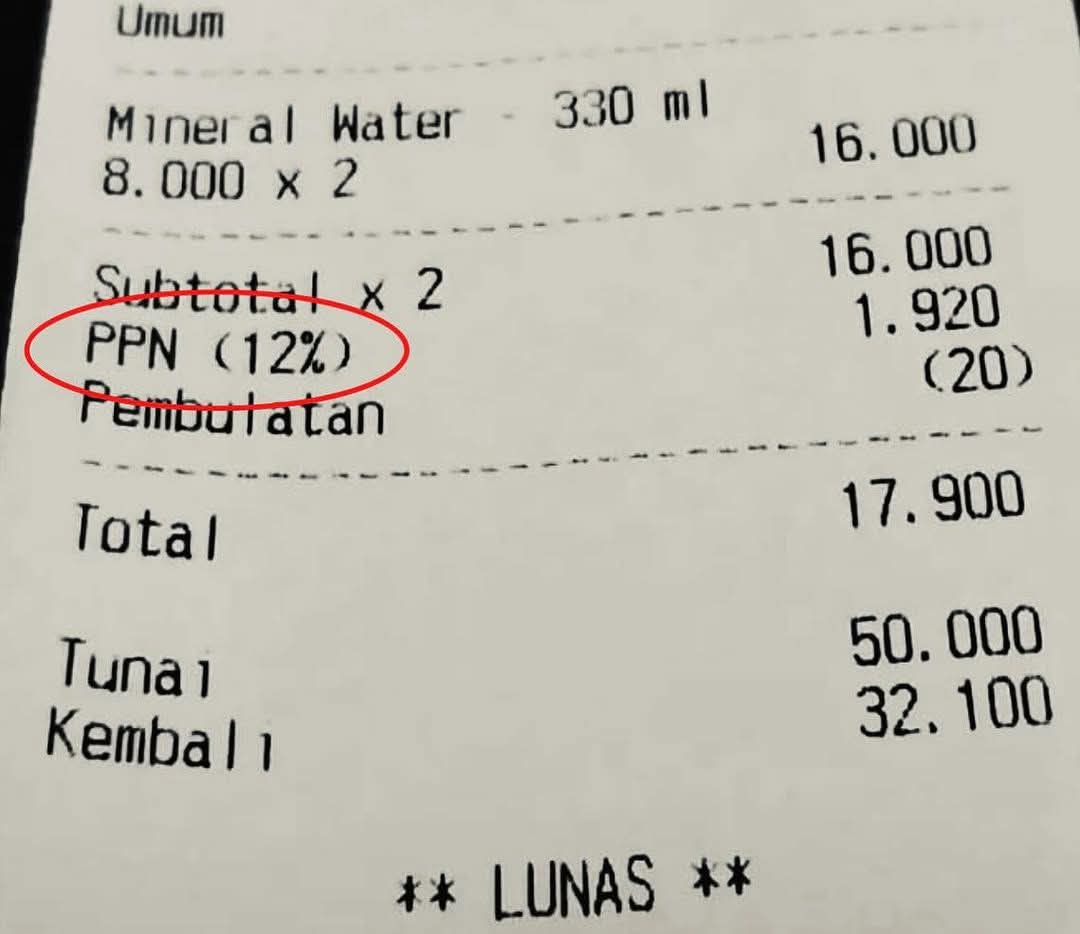 Umum
Mineral Water - 330 ml
8.000 x 2 16.000
Subtotal x 2 16.000
PPN (12%) 1.920
Pembulatan (20)
Total 17.900
Tunai 50.000
Kembali 32.100
** LUNAS **